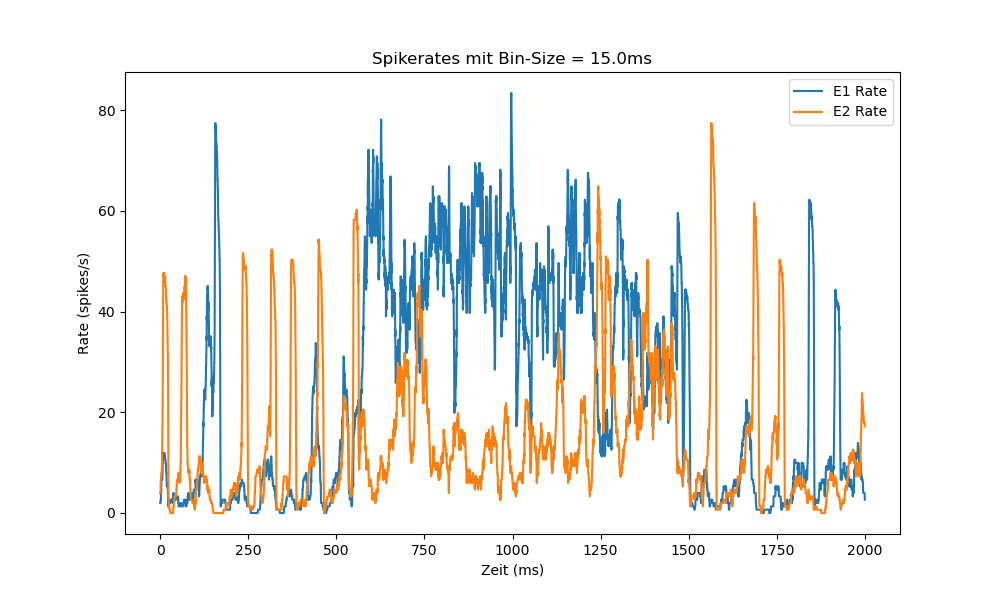 Spikerates mit Bin-Size = 15.0ms
E1 Rate
E2 Rate
Rate (spikes/s)
80
60
40
20
0
0 250 500 750 1000 1250 1500 1750 2000
Zeit (ms)